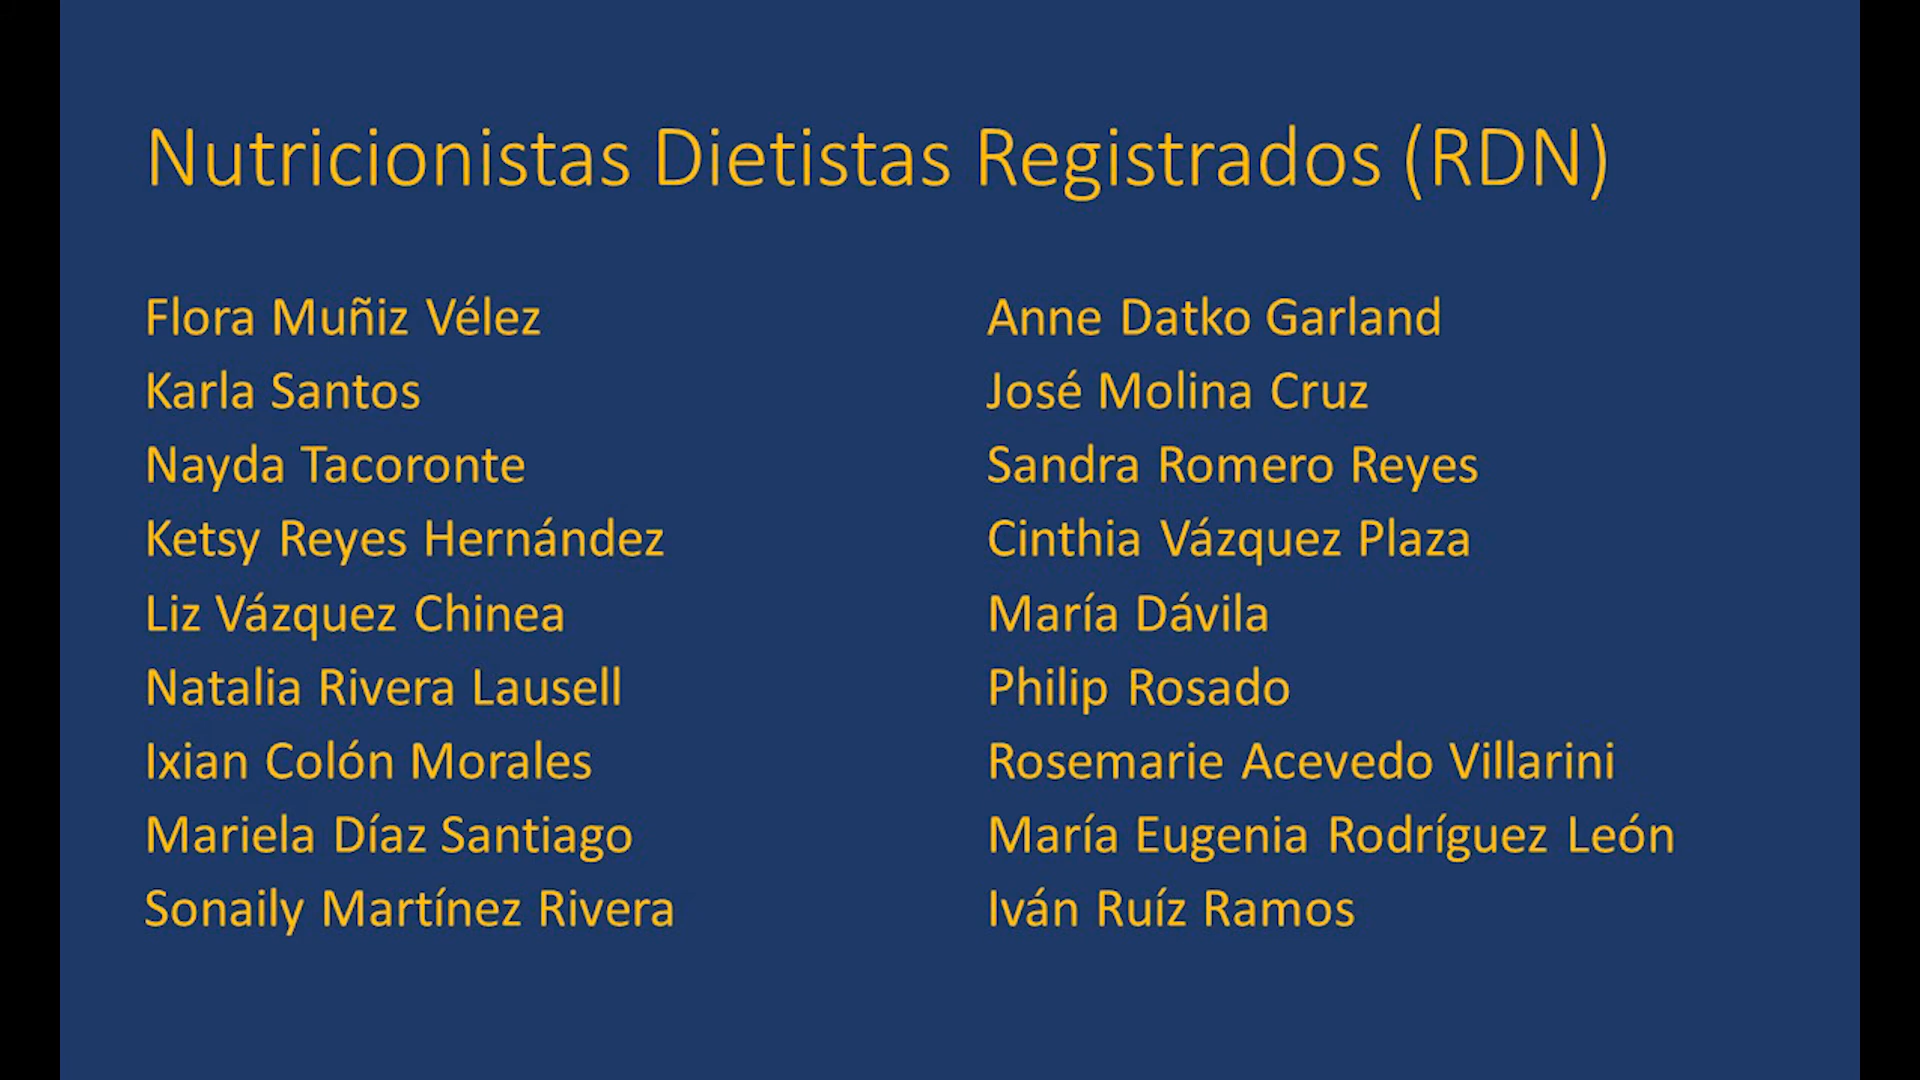 Nutricionistas Dietistas Registrados (RDN)
Flora Muñiz Vélez
Karla Santos
Nayda Tacoronte
Ketsy Reyes Hernández
Liz Vázquez Chinea
Natalia Rivera Lausell
Ixian Colón Morales
Mariela Díaz Santiago
Sonaily Martínez Rivera
Anne Datko Garland
José Molina Cruz
Sandra Romero Reyes
Cinthia Vázquez Plaza
María Dávila
Philip Rosado
Rosemarie Acevedo Villarini
María Eugenia Rodríguez León
Iván Ruíz Ramos